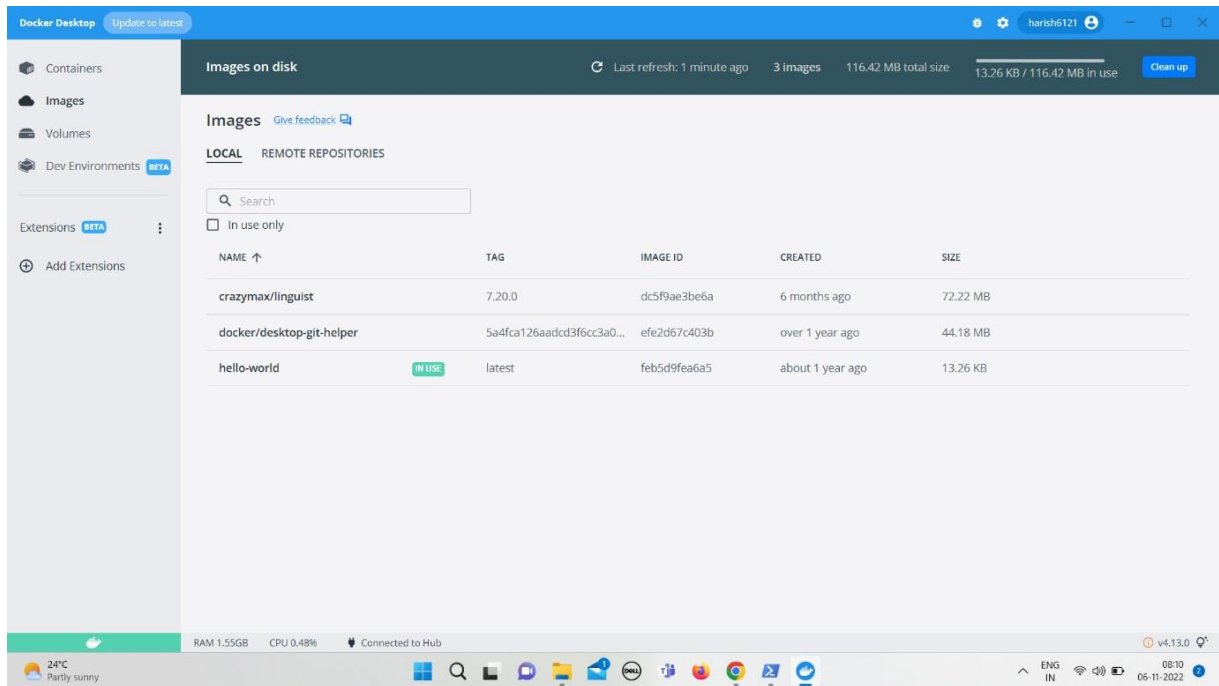 Docker Desktop Update to latest harish6121
Containers
Images
Volumes
Dev Environments BETA
Extensions BETA
Add Extensions
Images on disk Last refresh: 1 minute ago 3 images 116.42 MB total size 13.26 KB / 116.42 MB in use Clean up
Images Give feedback
LOCAL REMOTE REPOSITORIES
Search
In use only
NAME TAG IMAGE ID CREATED SIZE
crazymax/linguist 7.20.0 dc5f9ae3be6a 6 months ago 72.22 MB
docker/desktop-git-helper 5a4fca126aadcd3f6cc3a0... efe2d67c403b over 1 year ago 44.18 MB
hello-world IN USE latest feb5d9fea6a5 about 1 year ago 13.26 KB
RAM 1.55GB CPU 0.48% Connected to Hub v4.13.0
24°C
Partly sunny
DELL
ENG
IN
08:10
06-11-2022
2